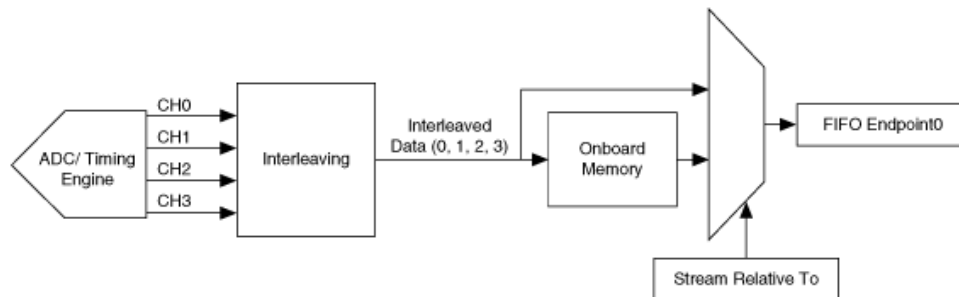 CH0
CH1
CH2
CH3
ADC/ Timing
Engine
Interleaving
Interleaved
Data (0, 1, 2, 3)
Onboard
Memory
FIFO Endpoint0
Stream Relative To